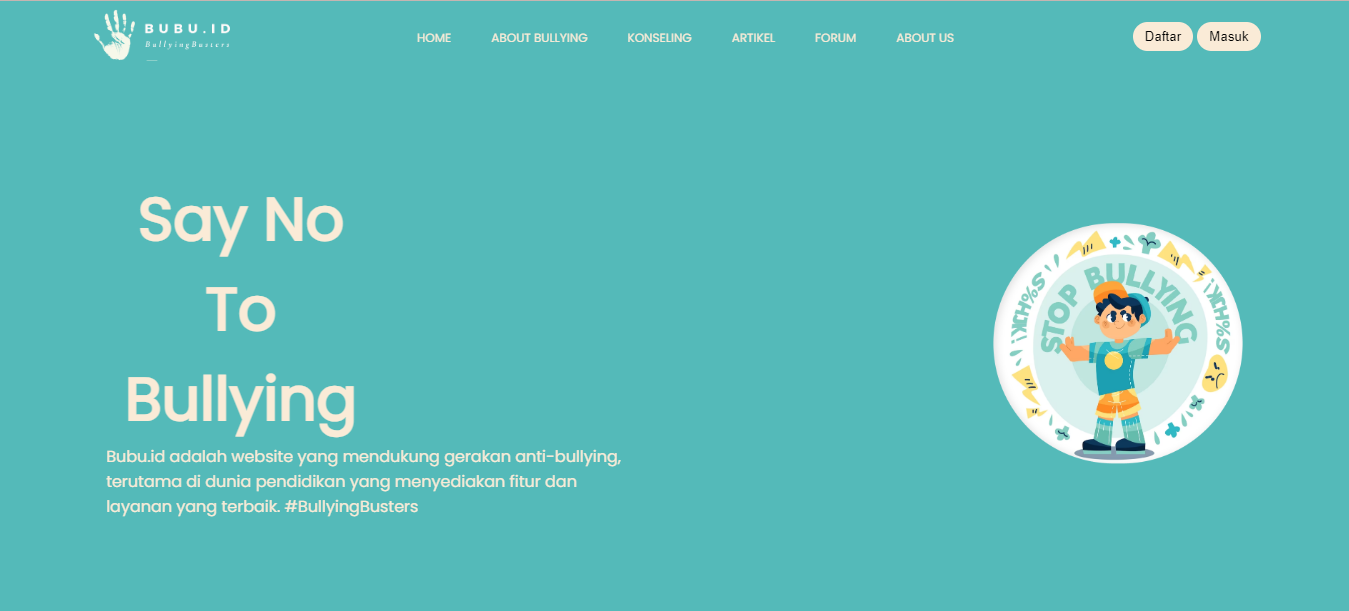 BUBU.ID
BullyingBusters
HOME ABOUT BULLYING KONSELING ARTIKEL FORUM ABOUT US
Daftar Masuk
Say No
To
Bullying
Bubu.id adalah website yang mendukung gerakan anti-bullying,
terutama di dunia pendidikan yang menyediakan fitur dan
layanan yang terbaik. #BullyingBusters
STOP BULLYING